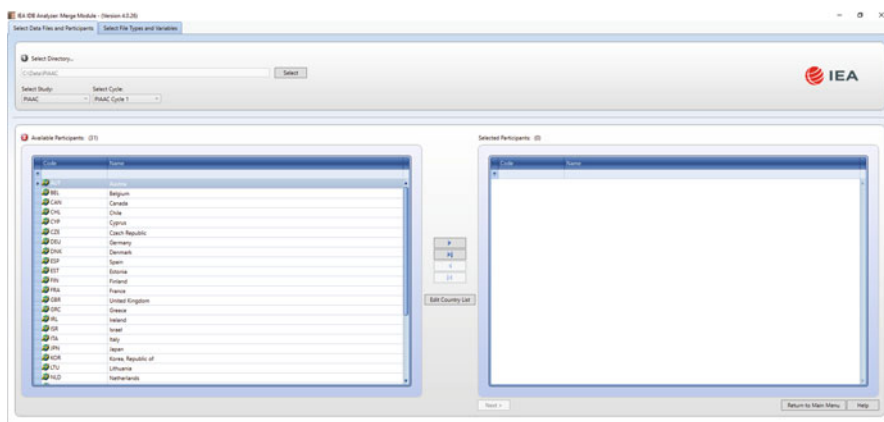 IEA IDB Analyzer Merge Module - (Version 4.0.26)
Select Data Files and Participants Select File Types and Variables
Select Directory...
C:\Data\PIAAC Select
IEA
Select Study: Select Cycle:
PIAAC PIAAC Cycle 1
Available Participants: (31) Selected Participants: (0)
Code Name Code Name
AUT Austria
BEL Belgium
CAN Canada
CHL Chile
CYP Cyprus
CZE Czech Republic
DEU Germany
DNK Denmark
ESP Spain
EST Estonia
FIN Finland
FRA France
GBR United Kingdom
GRC Greece
IRL Ireland
ISR Israel
ITA Italy
JPN Japan
KOR Korea, Republic of
LTU Lithuania
NLD Netherlands
Edit Country List
Next > Return to Main Menu Help